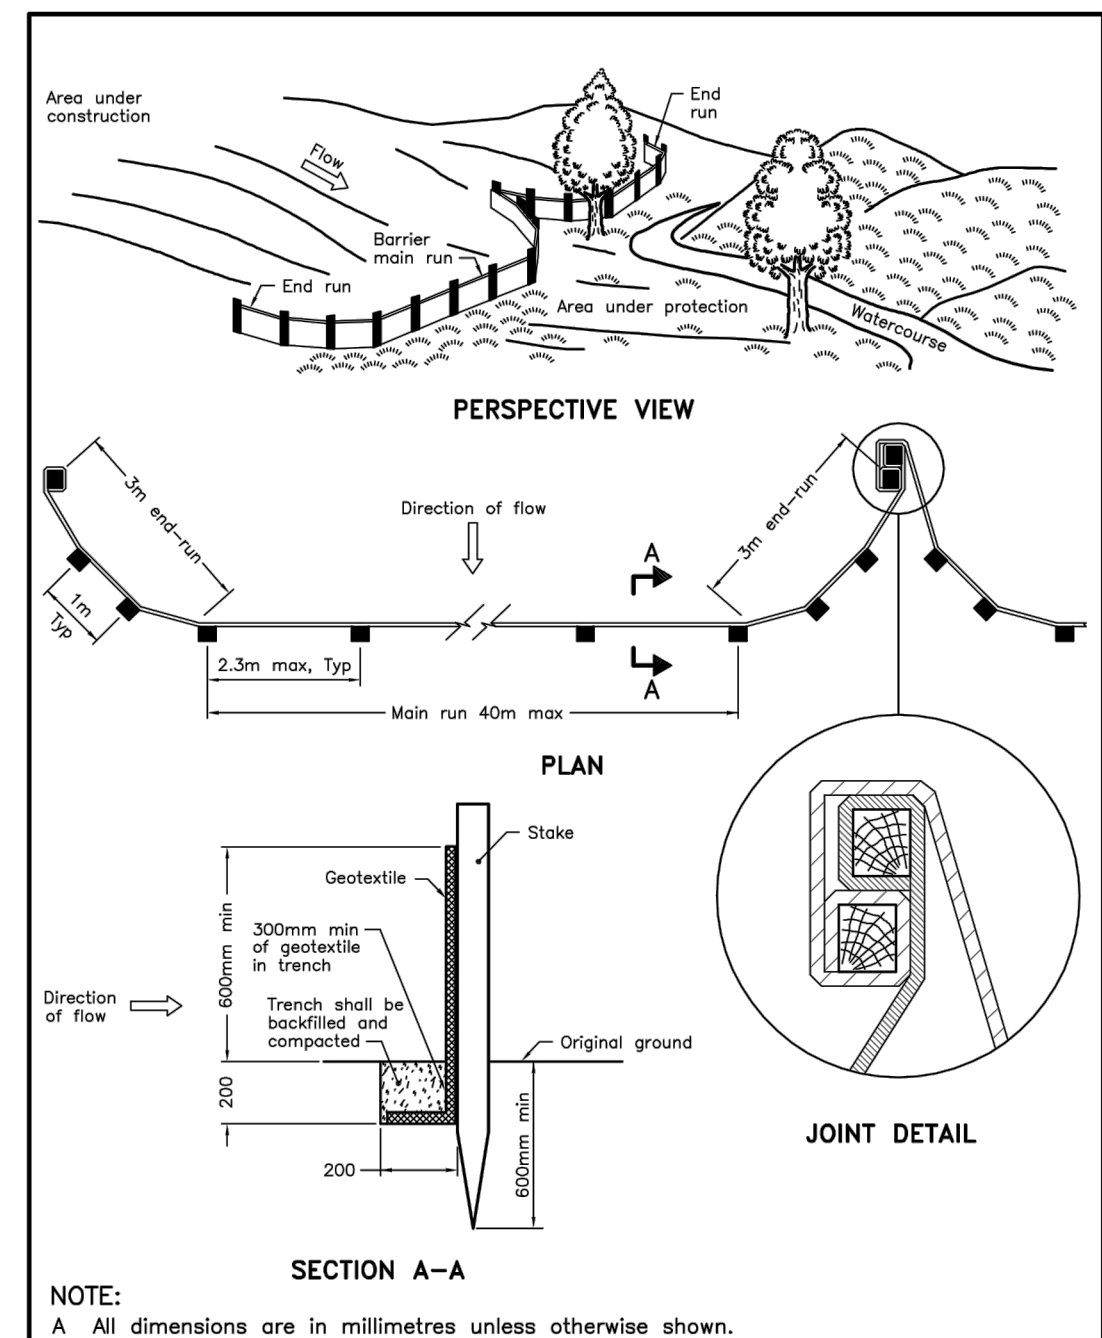 Area under
construction
Flow
End
run
Barrier
main run
End run
Area under protection
Watercourse
PERSPECTIVE VIEW
3m end-run
Direction of flow
3m end-run
A
1m
Typ
2.3m max, Typ
A
Main run 40m max
PLAN
Stake
Geotextile
600mm min
300mm min
of geotextile
in trench
Direction
of flow
Trench shall be
backfilled and
compacted
Original ground
200
600mm min
200
JOINT DETAIL
SECTION A-A
NOTE:
A All dimensions are in millimetres unless otherwise shown.